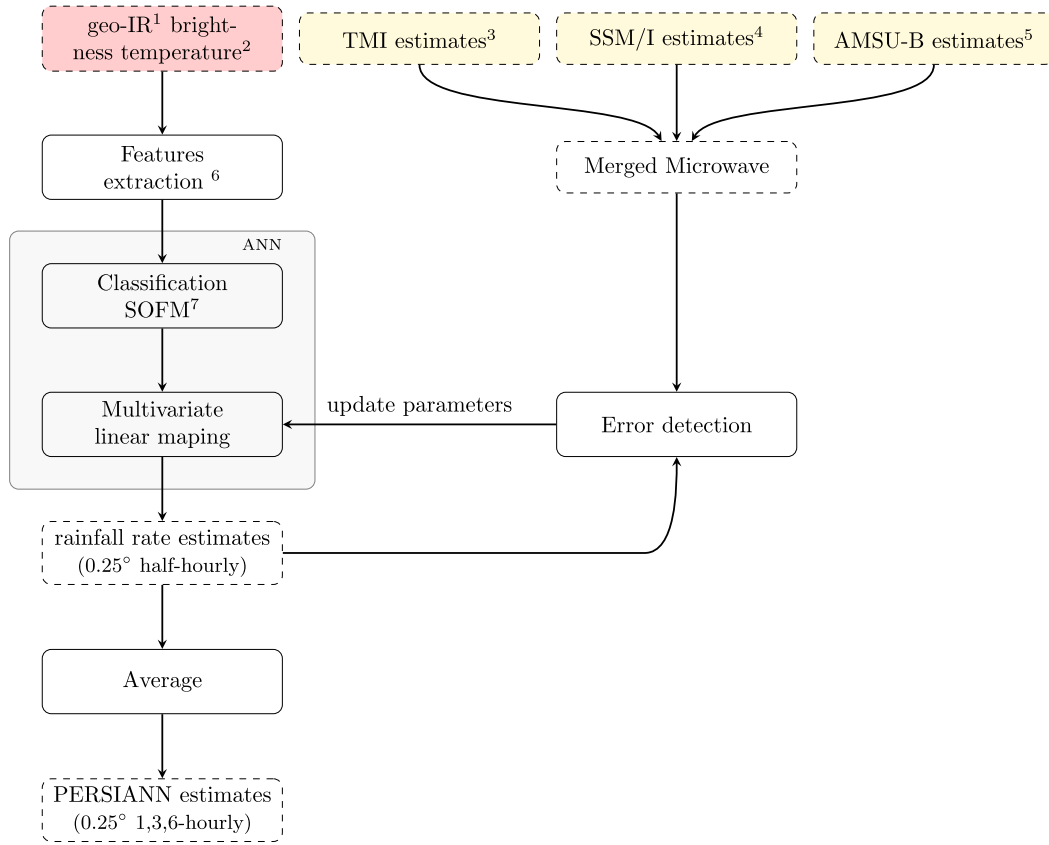 geo-IR¹ bright-
ness temperature²
TMI estimates³
SSM/I estimates⁴
AMSU-B estimates⁵
Features
extraction ⁶
Merged Microwave
ANN
Classification
SOFM⁷
Multivariate
linear maping
update parameters
Error detection
rainfall rate estimates
(0.25° half-hourly)
Average
PERSIANN estimates
(0.25° 1,3,6-hourly)